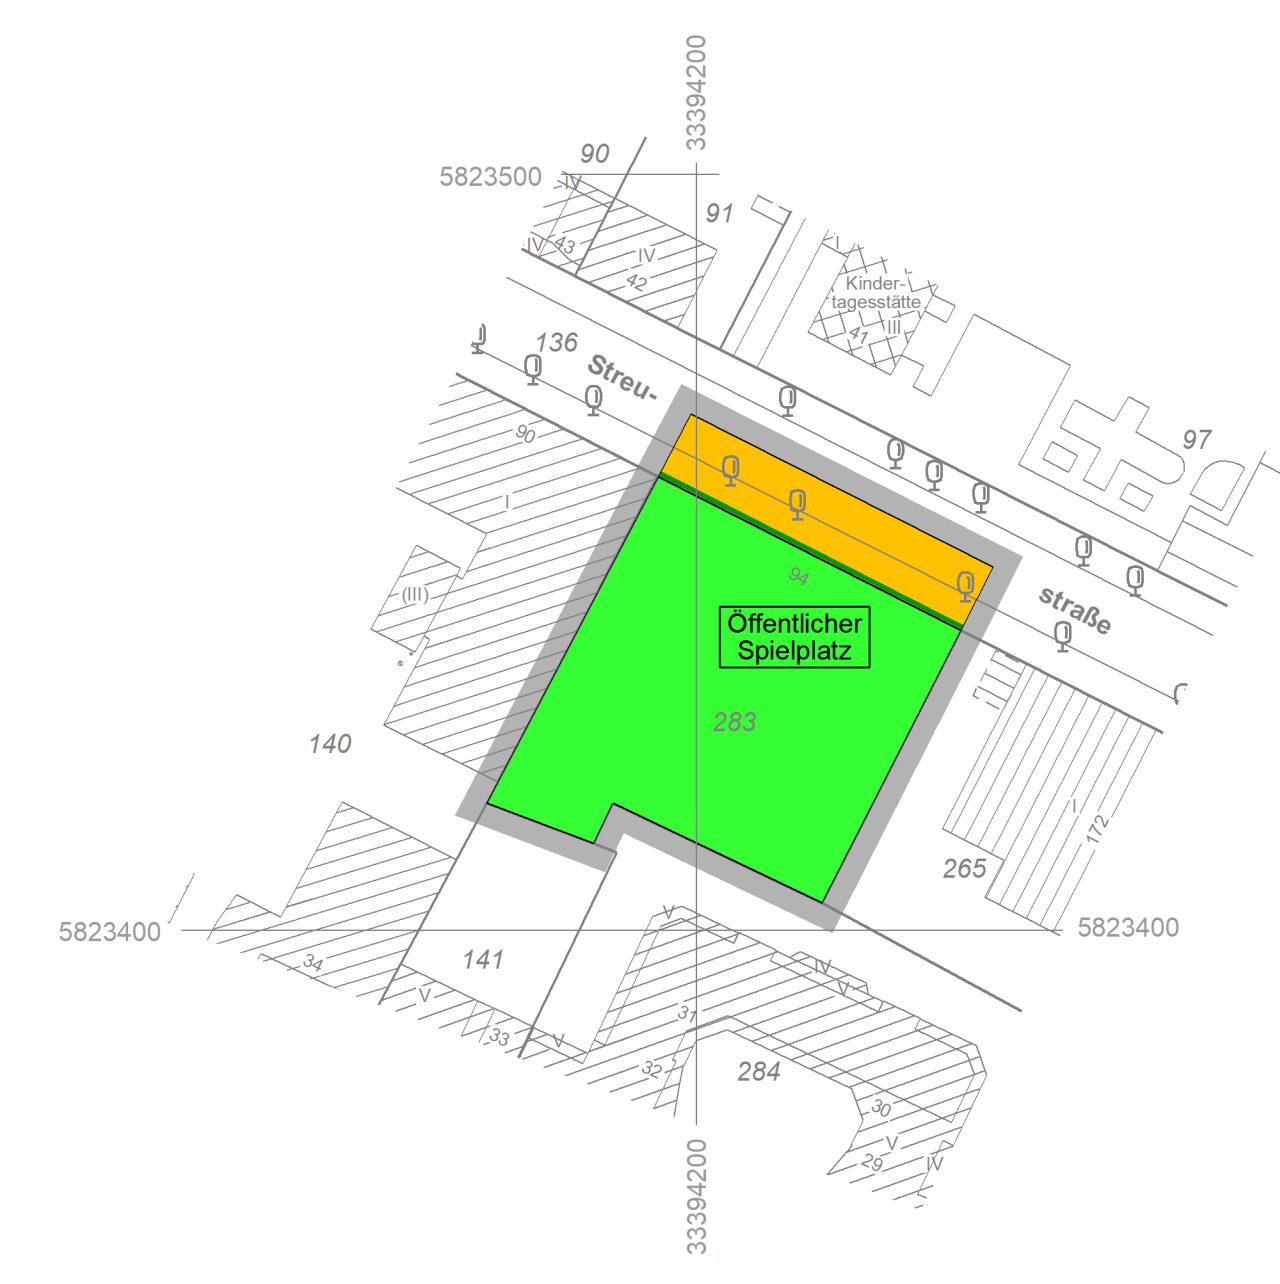 33394200
90
5823500
IV
91
IV
43
IV
42
I
Kinder-
tagesstätte
III
41
136
Streu-
90
97
I
94
(III)
straße
Öffentlicher
Spielplatz
283
140
I
172
265
5823400
5823400
V
34
141
IV
V
V
31
33
V
32
284
30
V
29
IV
33394200